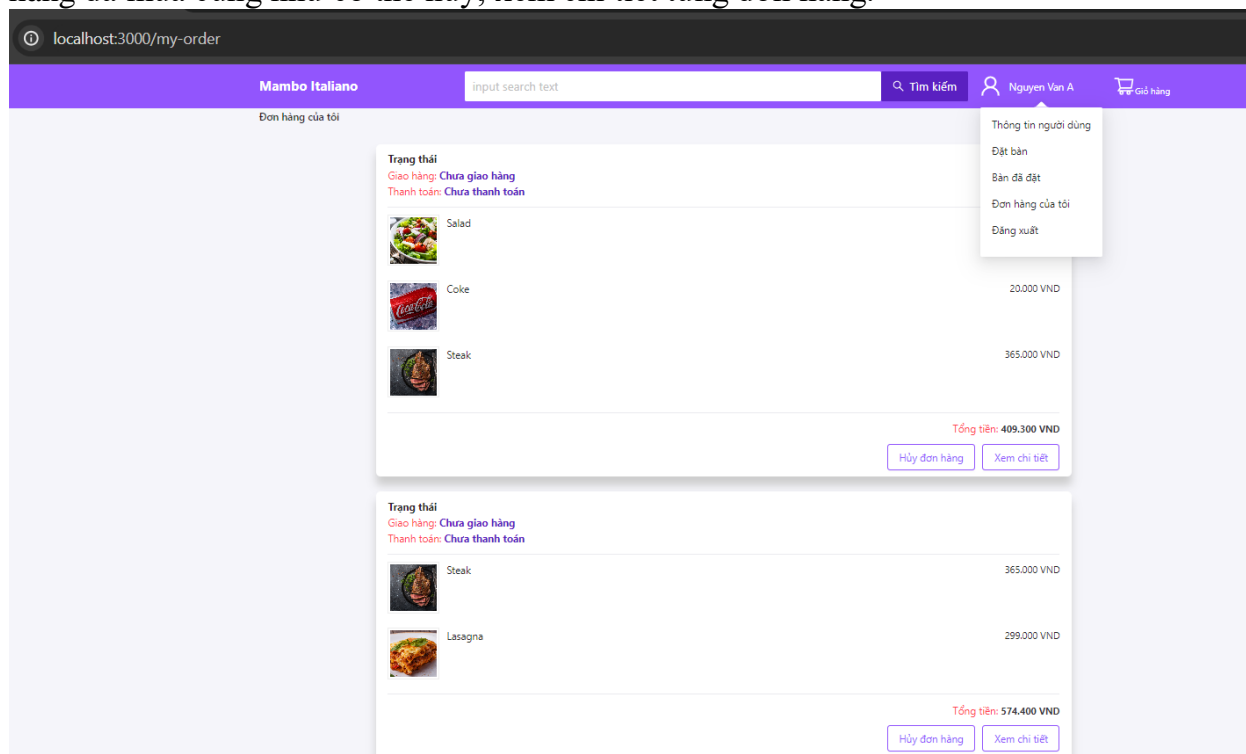 localhost:3000/my-order
Mambo Italiano
input search text
Tìm kiếm
Nguyen Van A
Giỏ hàng
Đơn hàng của tôi
Thông tin người dùng
Đặt bàn
Bàn đã đặt
Đơn hàng của tôi
Đăng xuất
Trạng thái
Giao hàng: Chưa giao hàng
Thanh toán: Chưa thanh toán
Salad
Coke
20.000 VND
Coca-Cola
Steak
365.000 VND
Tổng tiền: 409.300 VND
Hủy đơn hàng
Xem chi tiết
Trạng thái
Giao hàng: Chưa giao hàng
Thanh toán: Chưa thanh toán
Steak
365.000 VND
Lasagna
299.000 VND
Tổng tiền: 574.400 VND
Hủy đơn hàng
Xem chi tiết